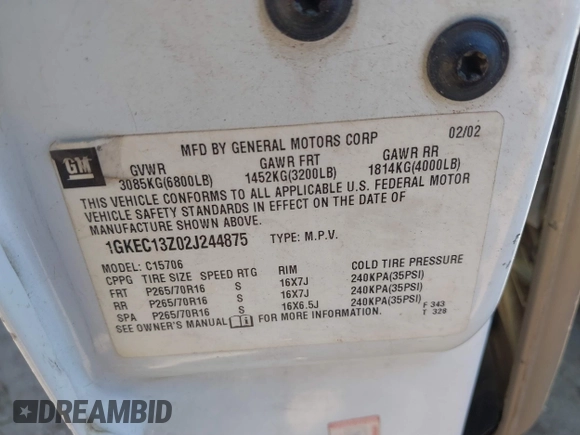 MFD BY GENERAL MOTORS CORP 02/02
GM
GVWR GAWR FRT GAWR RR
3085KG(6800LB) 1452KG(3200LB) 1814KG(4000LB)
THIS VEHICLE CONFORMS TO ALL APPLICABLE U.S. FEDERAL MOTOR
VEHICLE SAFETY STANDARDS IN EFFECT ON THE DATE OF
MANUFACTURE SHOWN ABOVE.
1GKEC13Z02J244875 TYPE: M.P.V.
MODEL: C15706
CPPG TIRE SIZE SPEED RTG RIM COLD TIRE PRESSURE
FRT P265/70R16 S 16X7J 240KPA(35PSI)
RR P265/70R16 S 16X7J 240KPA(35PSI)
SPA P265/70R16 S 16X6.5J 240KPA(35PSI)
SEE OWNER'S MANUAL FOR MORE INFORMATION.
F 343
T 328
DREAMBID